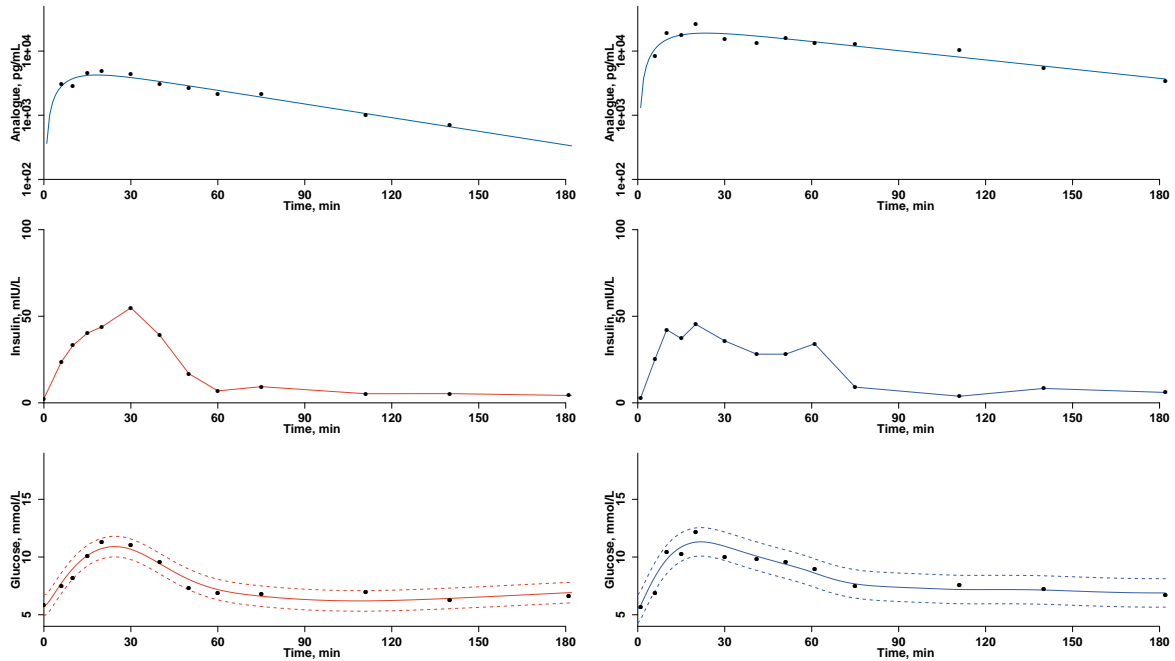 Analogue, pg/mL
1e+04
1e+03
1e+02
0 30 60 90 120 150 180
Time, min
Analogue, pg/mL
1e+04
1e+03
1e+02
0 30 60 90 120 150 180
Time, min
Insulin, mIU/L
100
50
0
0 30 60 90 120 150 180
Time, min
Insulin, mIU/L
100
50
0
0 30 60 90 120 150 180
Time, min
Glucose, mmol/L
15
10
5
0 30 60 90 120 150 180
Time, min
Glucose, mmol/L
15
10
5
0 30 60 90 120 150 180
Time, min